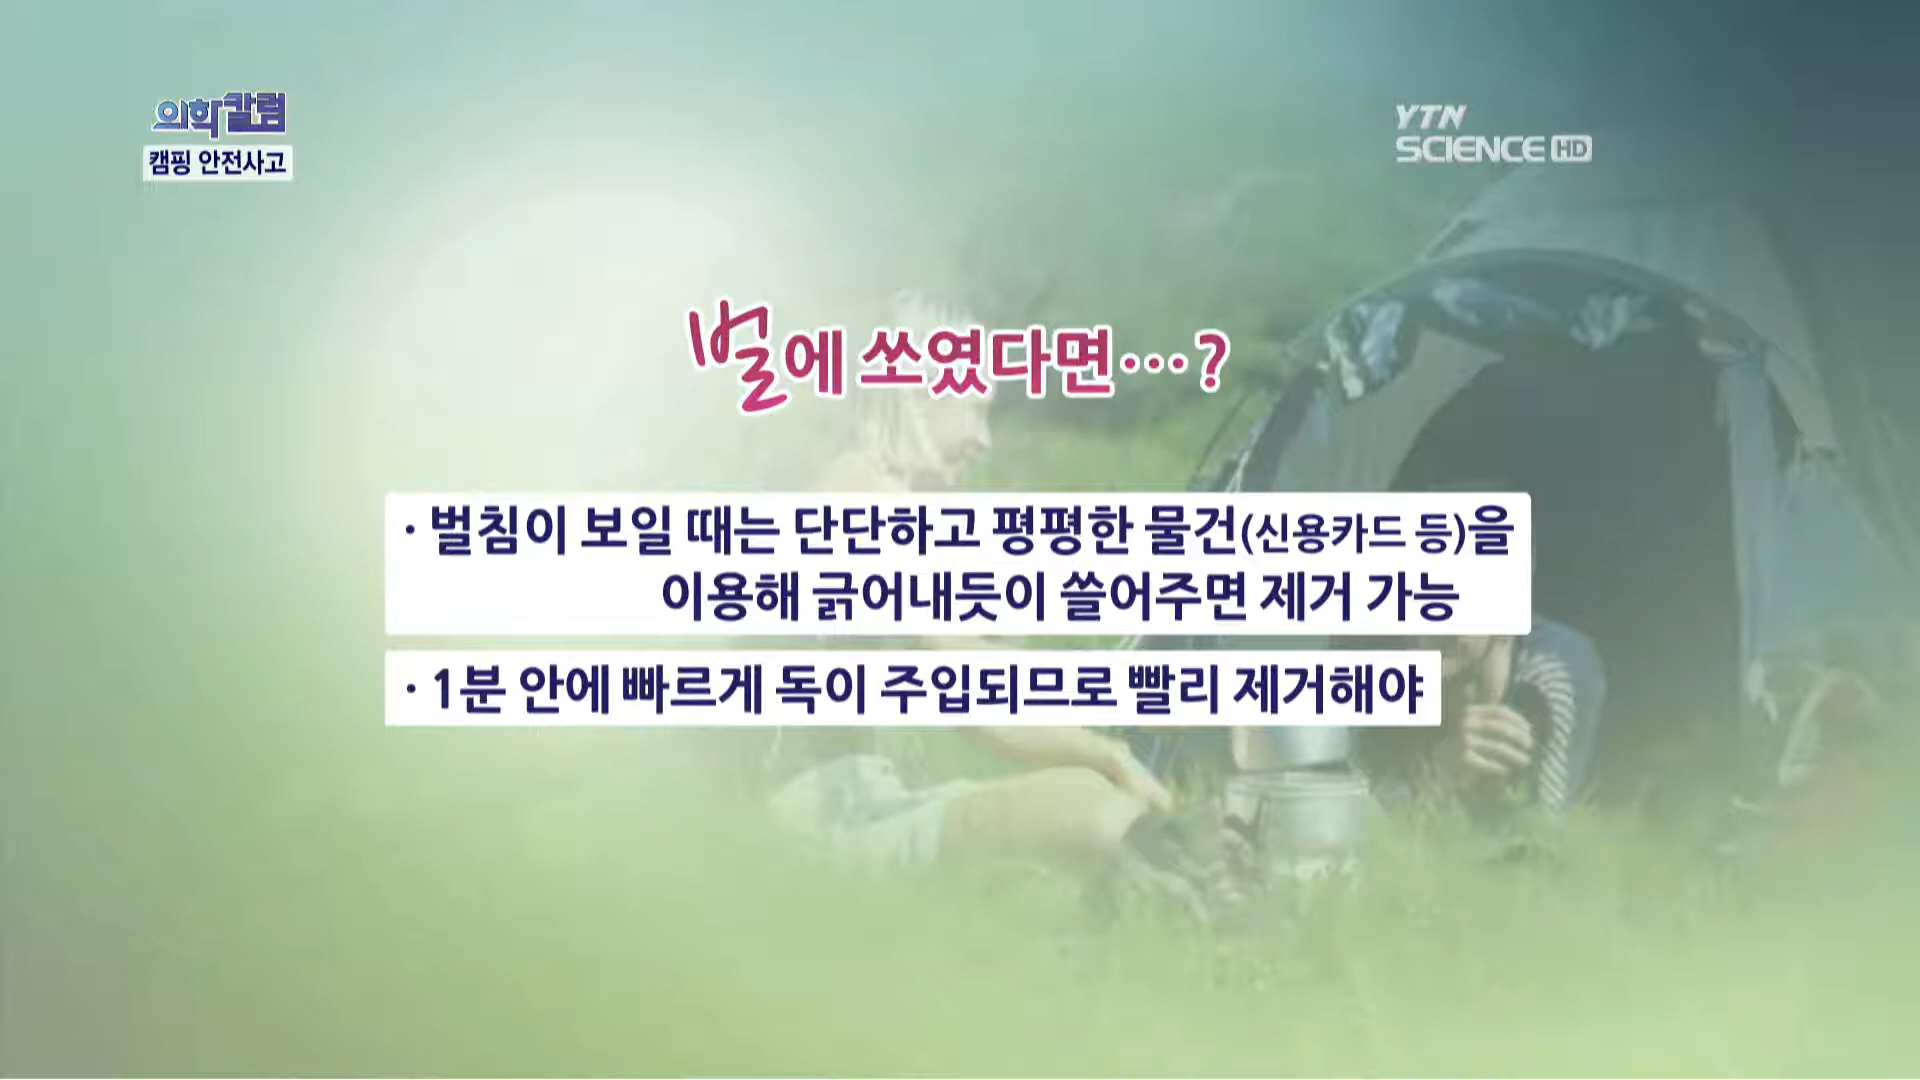 의학칼럼
캠핑 안전사고
YTN
SCIENCE HD
벌에 쏘였다면…?
· 벌침이 보일 때는 단단하고 평평한 물건(신용카드 등)을
이용해 긁어내듯이 쓸어주면 제거 가능
· 1분 안에 빠르게 독이 주입되므로 빨리 제거해야